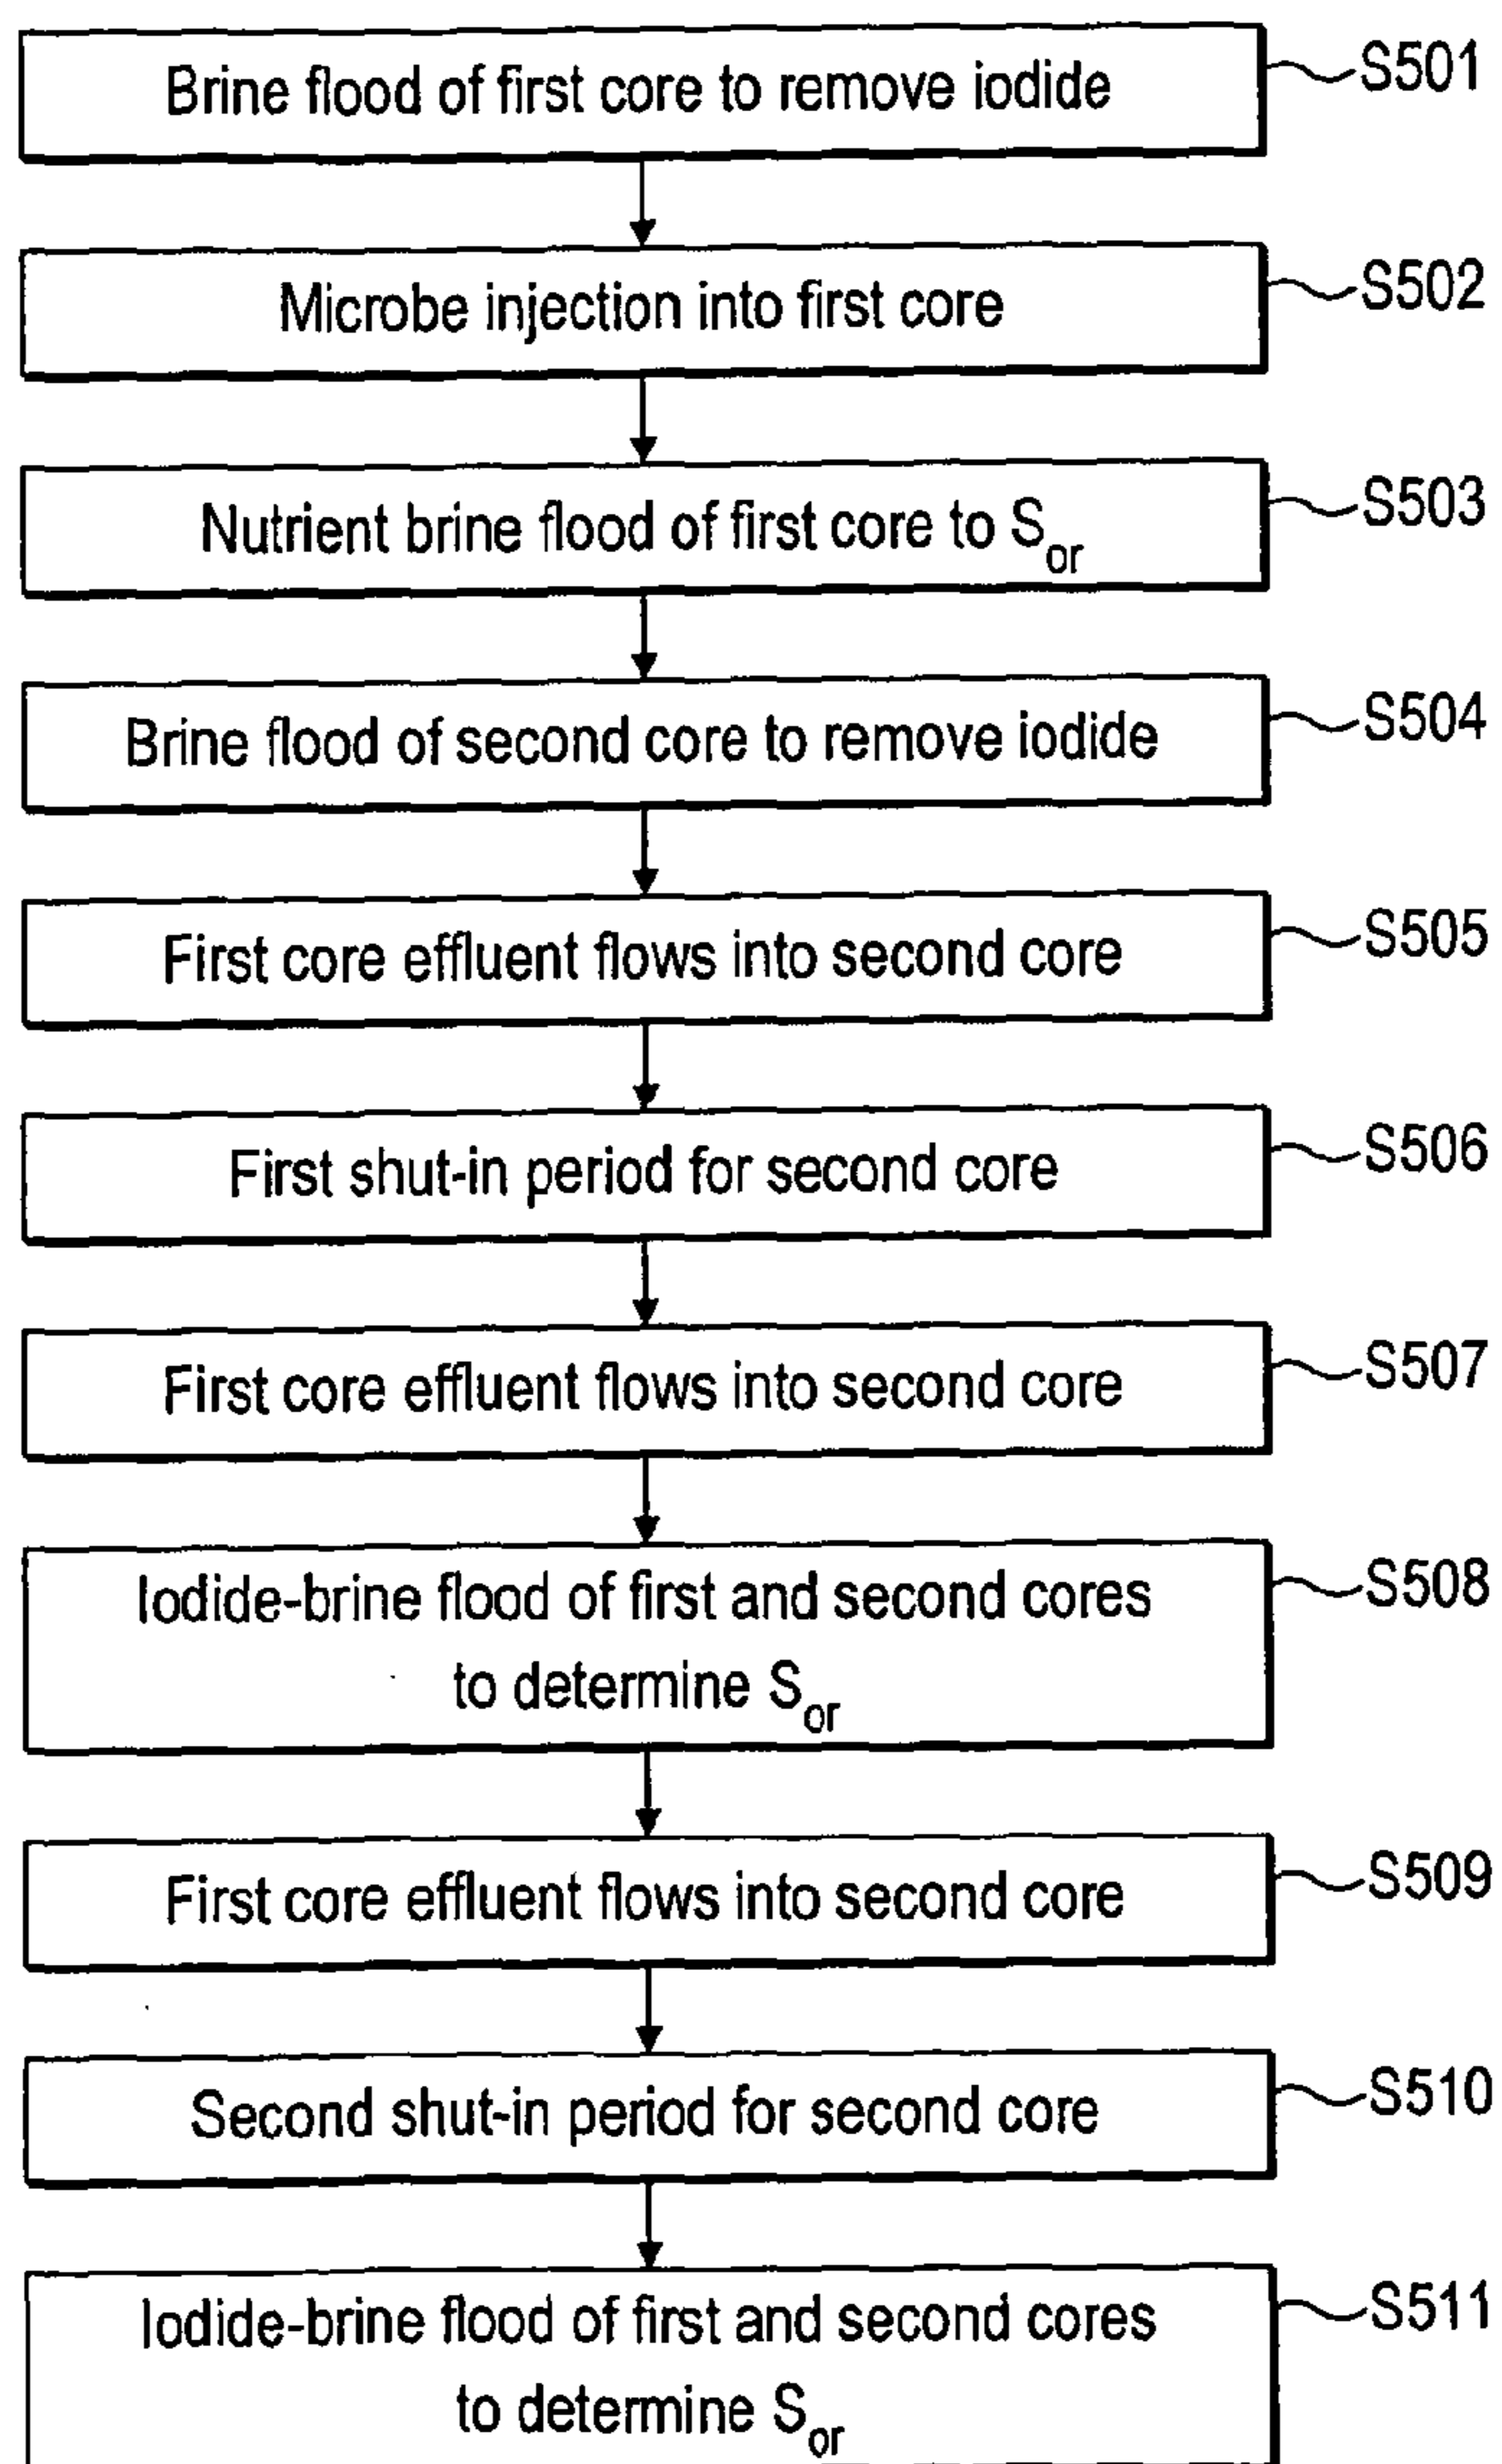 Brine flood of first core to remove iodide
S501
Microbe injection into first core
S502
Nutrient brine flood of first core to Sor
S503
Brine flood of second core to remove iodide
S504
First core effluent flows into second core
S505
First shut-in period for second core
S506
First core effluent flows into second core
S507
Iodide-brine flood of first and second cores
to determine Sor
S508
First core effluent flows into second core
S509
Second shut-in period for second core
S510
Iodide-brine flood of first and second cores
to determine Sor
S511